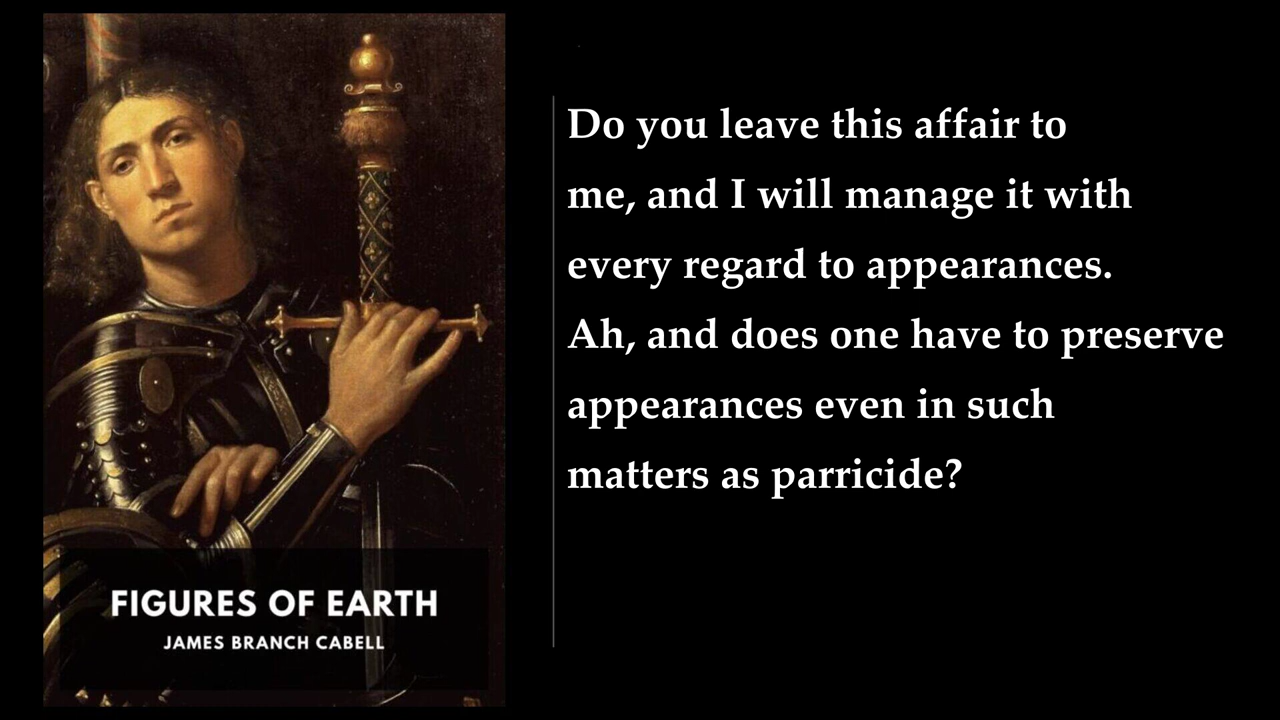 FIGURES OF EARTH
JAMES BRANCH CABELL
Do you leave this affair to
me, and I will manage it with
every regard to appearances.
Ah, and does one have to preserve
appearances even in such
matters as parricide?